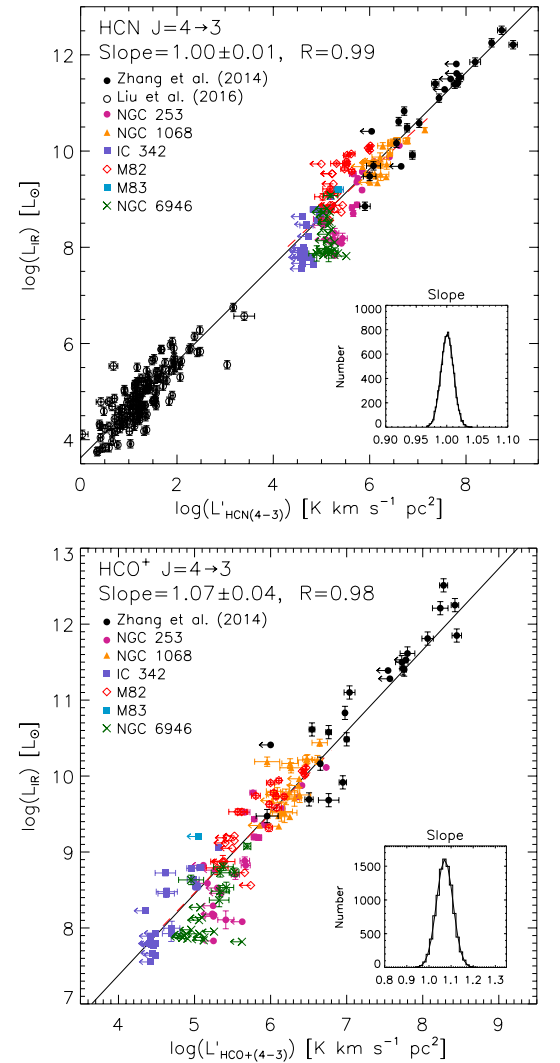 HCN J=4→3
Slope=1.00±0.01, R=0.99
Zhang et al. (2014)
Liu et al. (2016)
NGC 253
NGC 1068
IC 342
M82
M83
NGC 6946
log(L_IR) [L⊙]
12
10
8
6
4
0
2
4
6
8
log(L'_HCN(4-3)) [K km s⁻¹ pc²]
Slope
Number
1000
800
600
400
200
0
0.90
0.95
1.00
1.05
1.10
HCO⁺ J=4→3
Slope=1.07±0.04, R=0.98
Zhang et al. (2014)
NGC 253
NGC 1068
IC 342
M82
M83
NGC 6946
log(L_IR) [L⊙]
13
12
11
10
9
8
7
4
5
6
7
8
9
log(L'_HCO+(4-3)) [K km s⁻¹ pc²]
Slope
Number
1500
1000
500
0
0.8
0.9
1.0
1.1
1.2
1.3